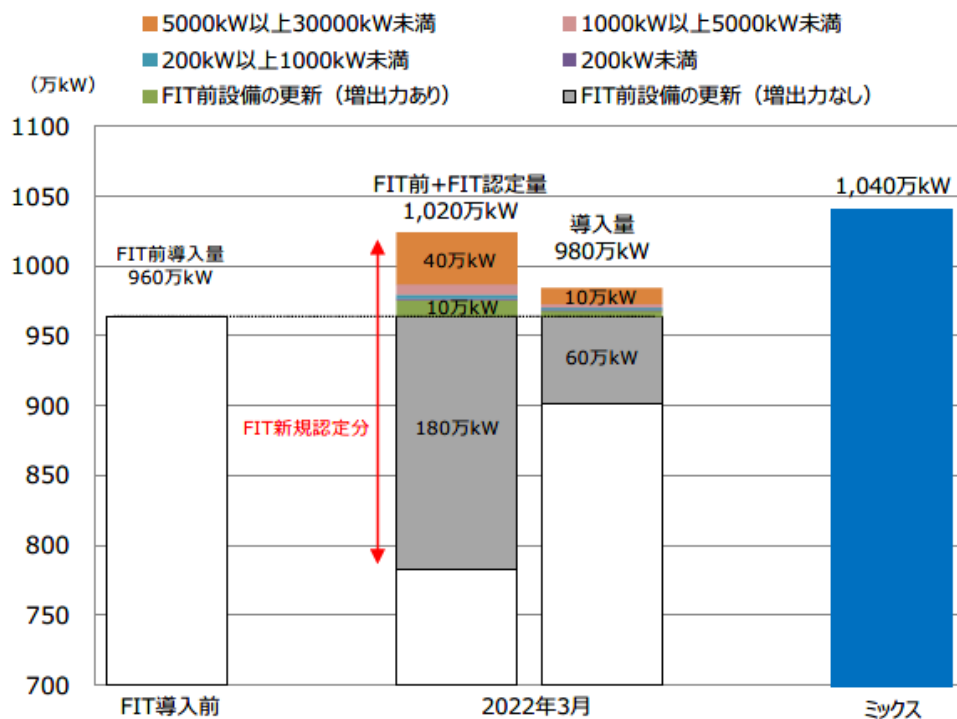 5000kW以上30000kW未満
1000kW以上5000kW未満
200kW以上1000kW未満
200kW未満
FIT前設備の更新（増出力あり）
FIT前設備の更新（増出力なし）
（万kW）
1100
1050
1000
950
900
850
800
750
700
FIT前導入量
960万kW
FIT前+FIT認定量
1,020万kW
40万kW
10万kW
180万kW
FIT新規認定分
導入量
980万kW
10万kW
60万kW
1,040万kW
FIT導入前
2022年3月
ミックス